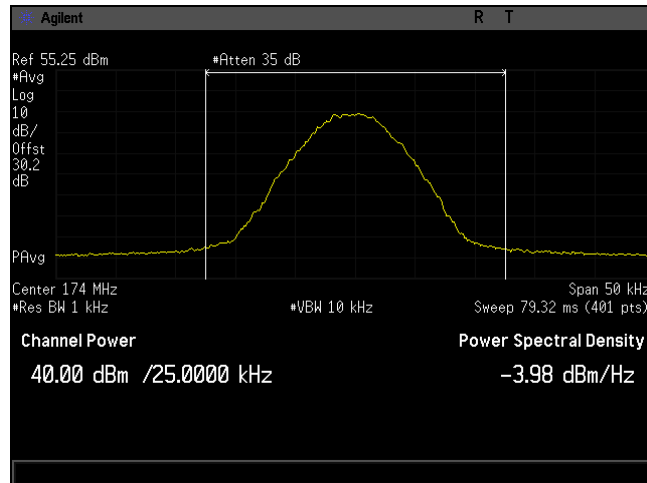 Agilent R T
Ref 55.25 dBm #Atten 35 dB
#Avg
Log
10
dB/
Offst
30.2
dB
PAvg
Center 174 MHz Span 50 kHz
#Res BW 1 kHz #VBW 10 kHz Sweep 79.32 ms (401 pts)
Channel Power Power Spectral Density
40.00 dBm /25.0000 kHz -3.98 dBm/Hz